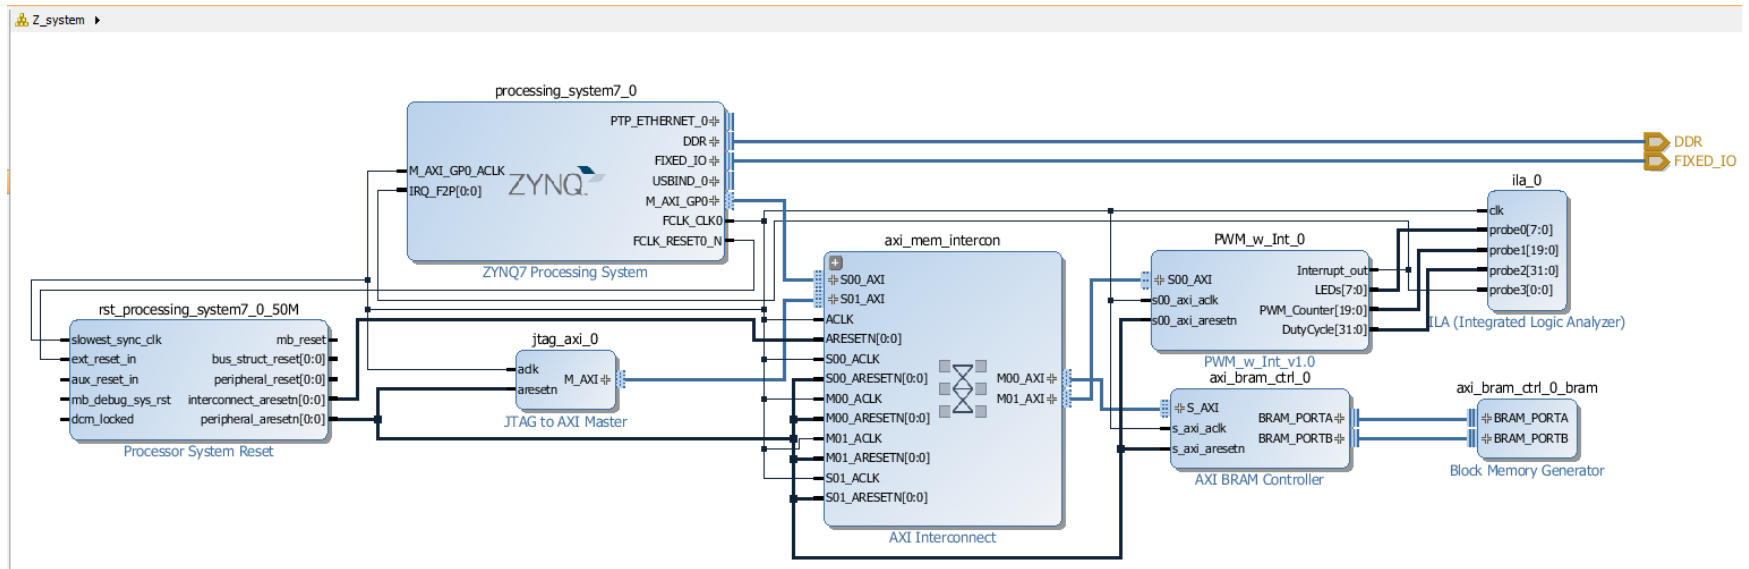 Z_system
processing_system7_0
PTP_ETHERNET_0
DDR
FIXED_IO
USBIND_0
M_AXI_GP0
FCLK_CLK0
FCLK_RESET0_N
M_AXI_GP0_ACLK
IRQ_F2P[0:0]
ZYNQ
ZYNQ7 Processing System
DDR
FIXED_IO
rst_processing_system7_0_50M
slowest_sync_clk
ext_reset_in
aux_reset_in
mb_debug_sys_rst
dcm_locked
mb_reset
bus_struct_reset[0:0]
peripheral_reset[0:0]
interconnect_aresetn[0:0]
peripheral_aresetn[0:0]
Processor System Reset
jtag_axi_0
aclk
aresetn
M_AXI
JTAG to AXI Master
axi_mem_intercon
S00_AXI
S01_AXI
ACLK
ARESETN[0:0]
S00_ACLK
S00_ARESETN[0:0]
M00_ACLK
M00_ARESETN[0:0]
M01_ACLK
M01_ARESETN[0:0]
S01_ACLK
S01_ARESETN[0:0]
M00_AXI
M01_AXI
AXI Interconnect
PWM_w_Int_0
S00_AXI
s00_axi_aclk
s00_axi_aresetn
Interrupt_out
LEDs[7:0]
PWM_Counter[19:0]
DutyCycle[31:0]
PWM_w_Int_v1.0
ila_0
clk
probe0[7:0]
probe1[19:0]
probe2[31:0]
probe3[0:0]
ILA (Integrated Logic Analyzer)
axi_bram_ctrl_0
S_AXI
s_axi_aclk
s_axi_aresetn
BRAM_PORTA
BRAM_PORTB
AXI BRAM Controller
axi_bram_ctrl_0_bram
BRAM_PORTA
BRAM_PORTB
Block Memory Generator